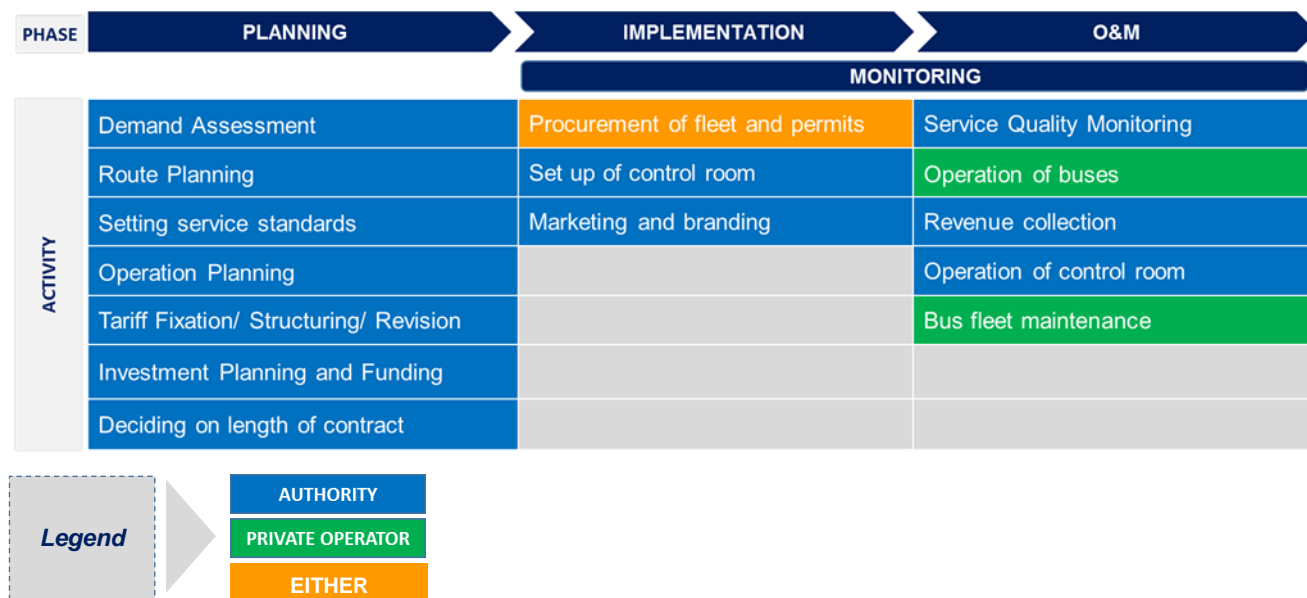 PHASE
PLANNING
IMPLEMENTATION
O&M
MONITORING
ACTIVITY
Demand Assessment
Procurement of fleet and permits
Service Quality Monitoring
Route Planning
Set up of control room
Operation of buses
Setting service standards
Marketing and branding
Revenue collection
Operation Planning
Operation of control room
Tariff Fixation/ Structuring/ Revision
Bus fleet maintenance
Investment Planning and Funding
Deciding on length of contract
Legend
AUTHORITY
PRIVATE OPERATOR
EITHER